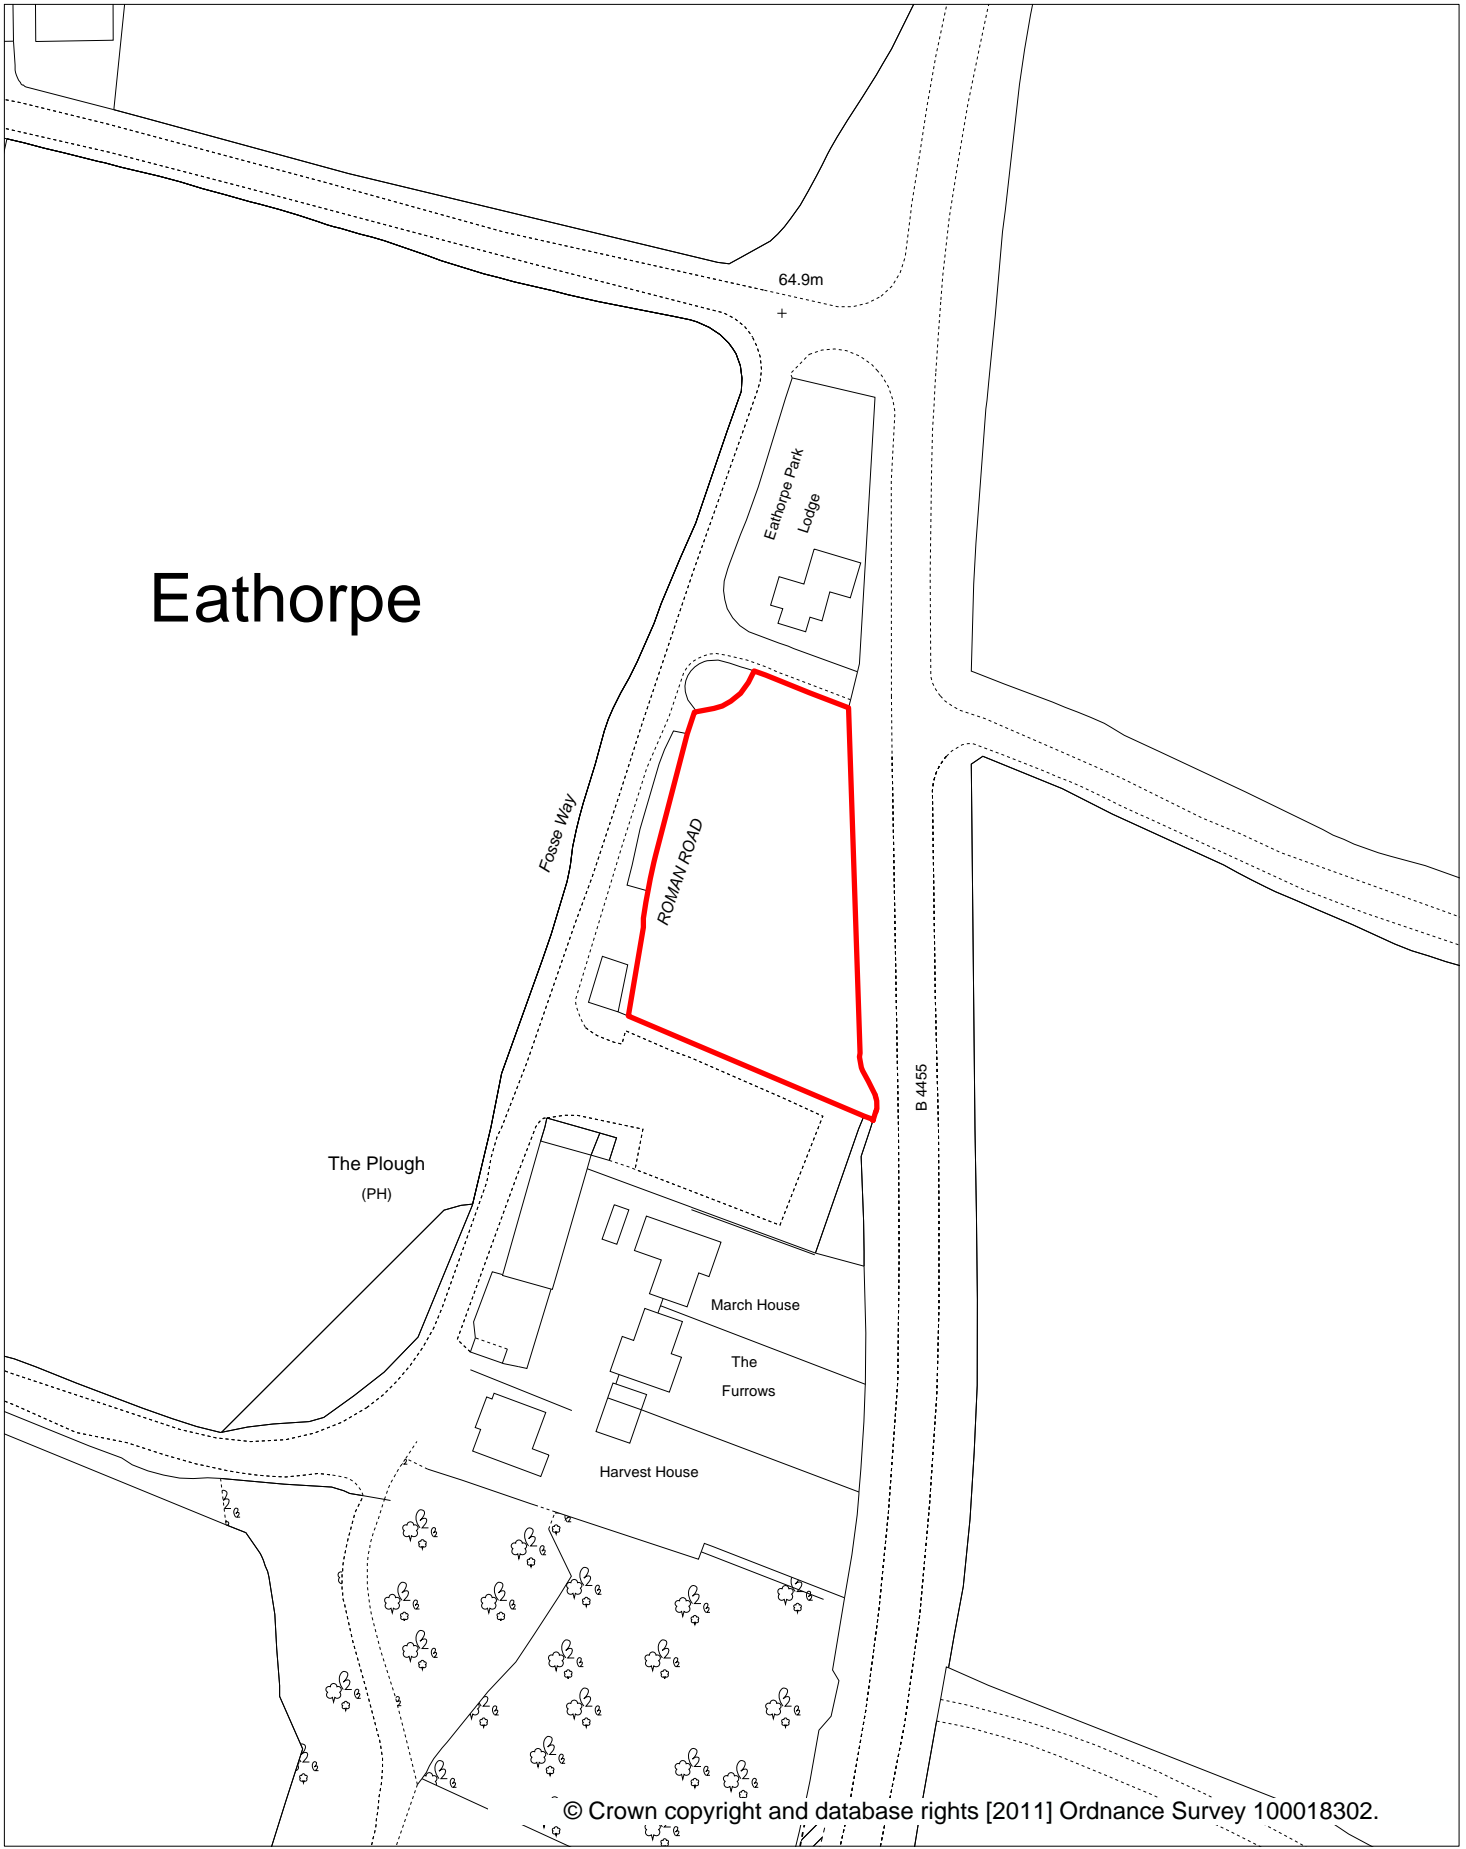 64.9m
Eathorpe Park
Lodge
Eathorpe
Fosse Way
ROMAN ROAD
B 4455
The Plough
(PH)
March House
The
Furrows
Harvest House
© Crown copyright and database rights [2011] Ordnance Survey 100018302.